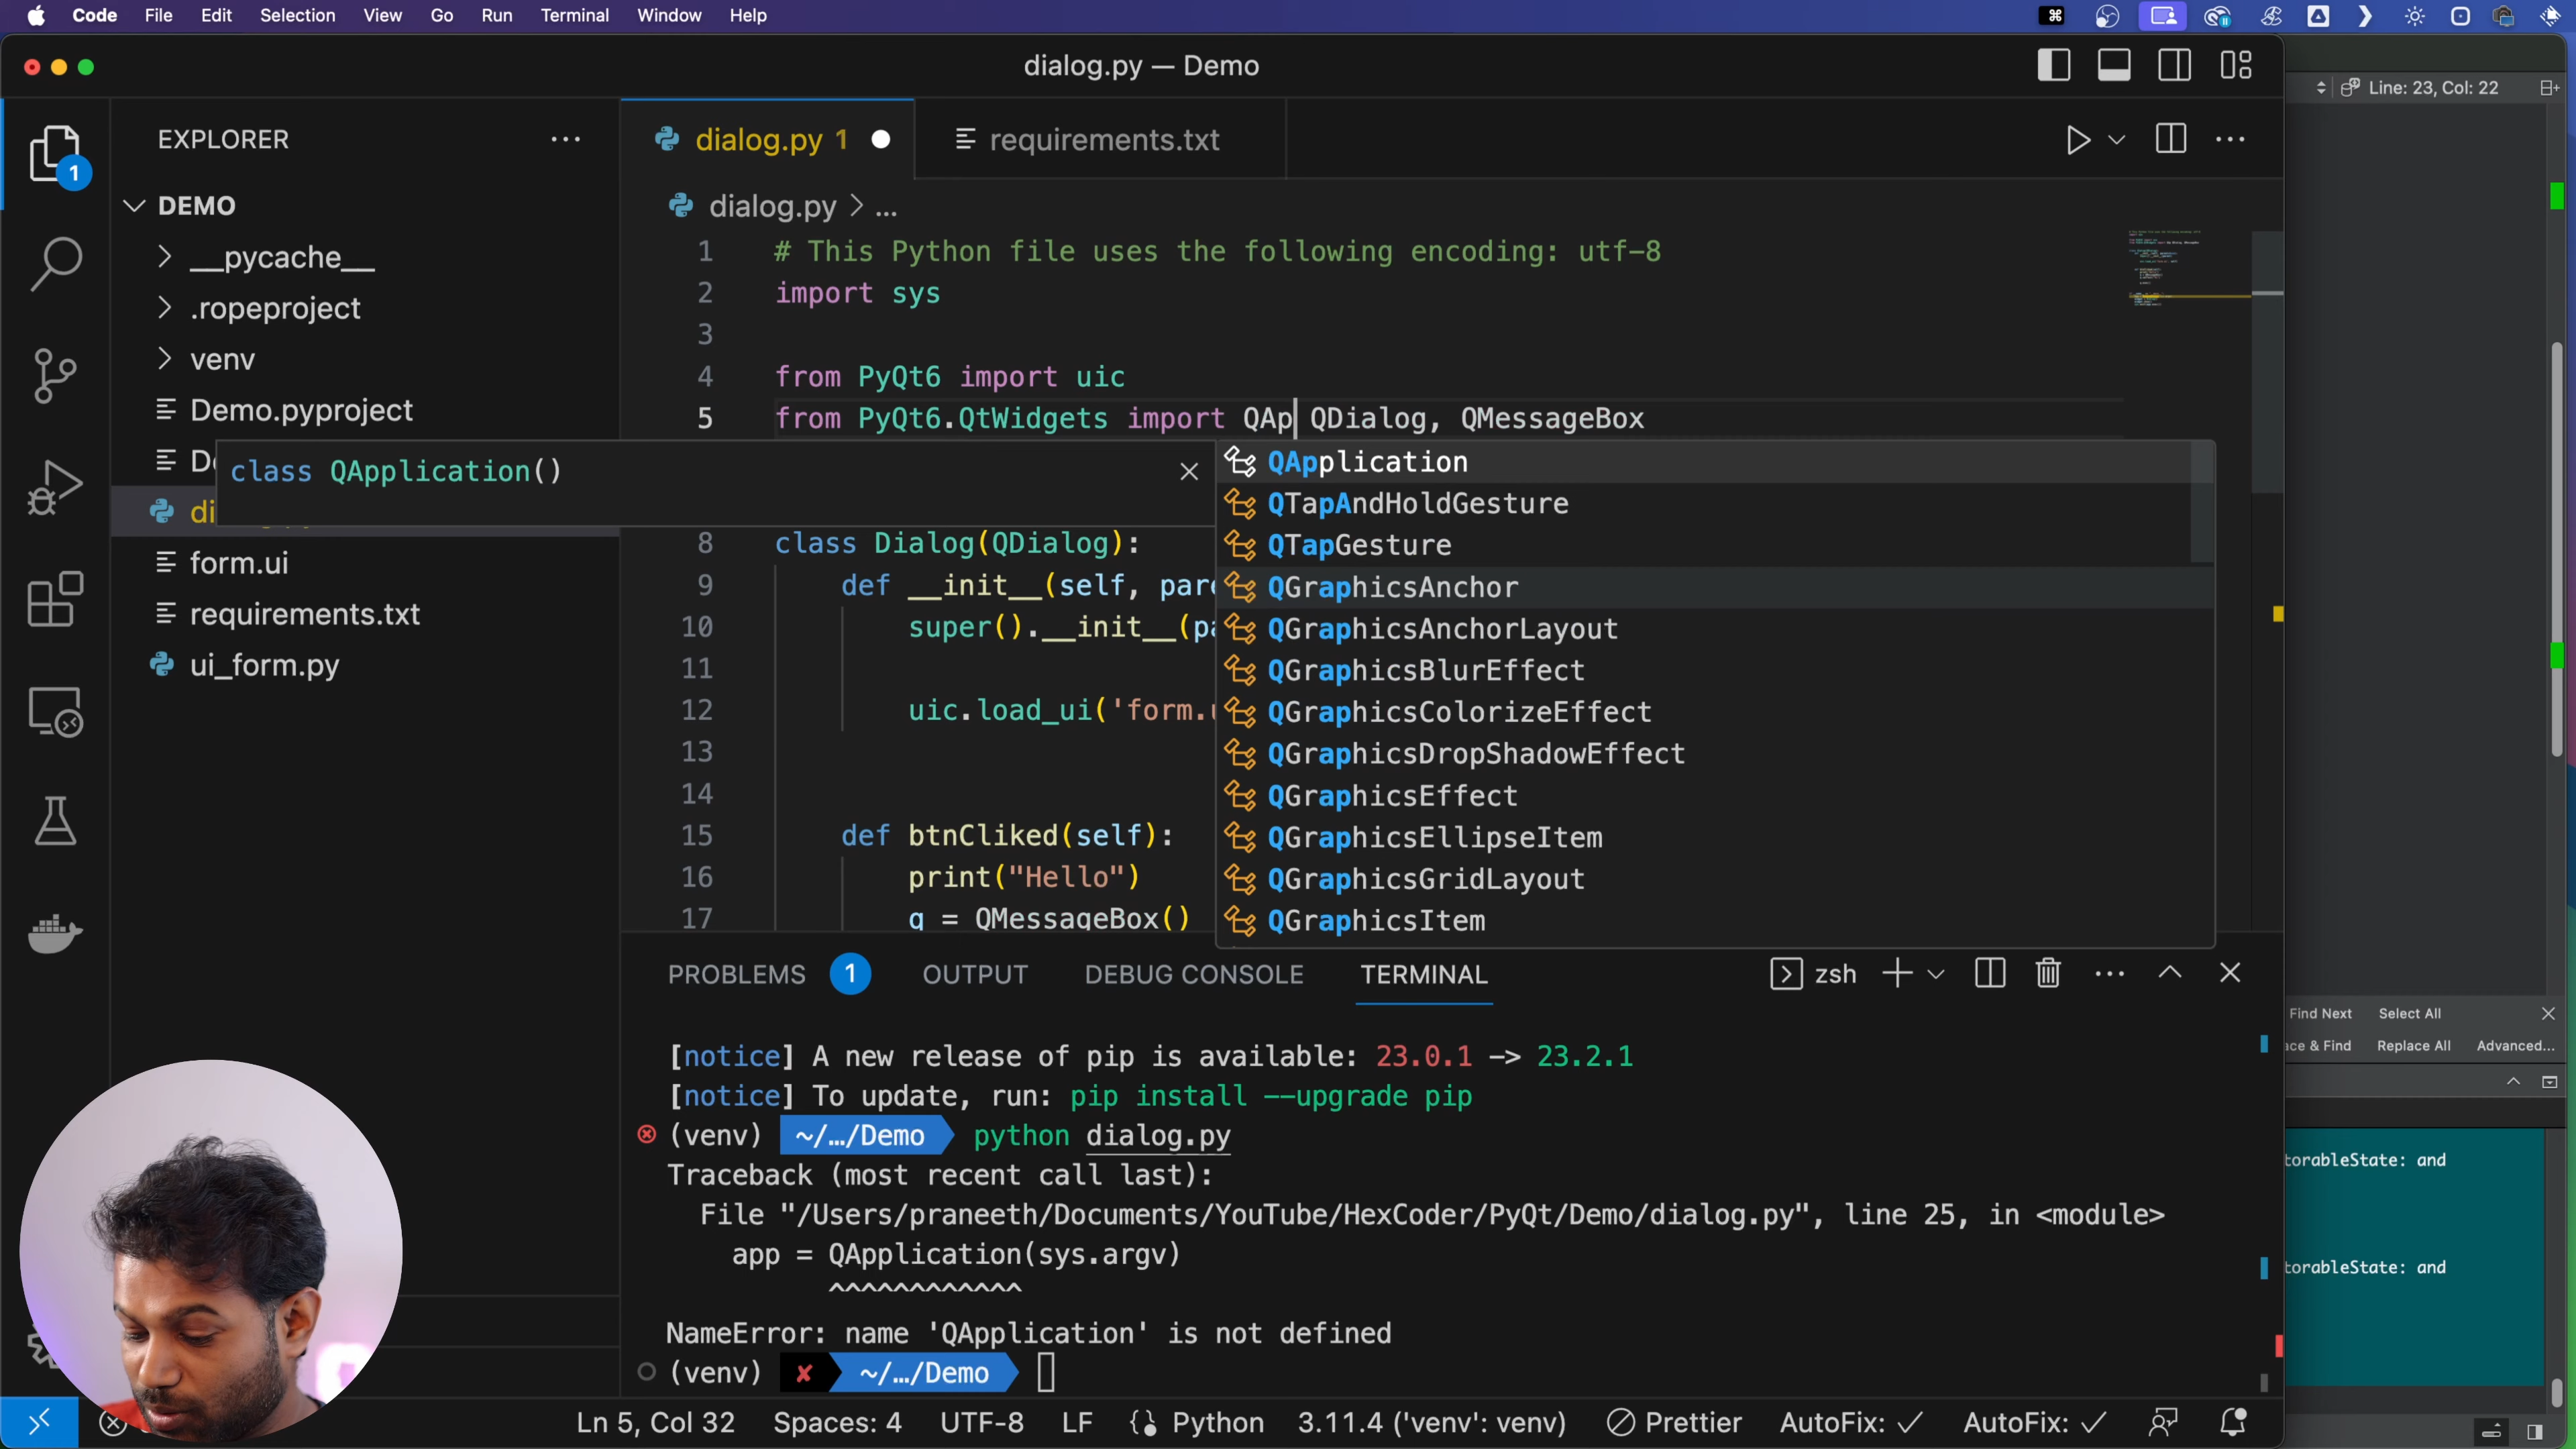 Code File Edit Selection View Go Run Terminal Window Help
dialog.py — Demo
Line: 23, Col: 22
EXPLORER
dialog.py 1
requirements.txt
1
DEMO
dialog.py > ...
__pycache__
.ropeproject
venv
Demo.pyproject
De
di
form.ui
requirements.txt
ui_form.py
1 # This Python file uses the following encoding: utf-8
2 import sys
3
4 from PyQt6 import uic
5 from PyQt6.QtWidgets import QAp QDialog, QMessageBox
class QApplication()
QApplication
QTapAndHoldGesture
QTapGesture
QGraphicsAnchor
QGraphicsAnchorLayout
QGraphicsBlurEffect
QGraphicsColorizeEffect
QGraphicsDropShadowEffect
QGraphicsEffect
QGraphicsEllipseItem
QGraphicsGridLayout
QGraphicsItem
8 class Dialog(QDialog):
9 def __init__(self, pare
10 super().__init__(pa
11
12 uic.load_ui('form.u
13
14
15 def btnCliked(self):
16 print("Hello")
17 q = QMessageBox()
PROBLEMS 1 OUTPUT DEBUG CONSOLE TERMINAL
zsh
[notice] A new release of pip is available: 23.0.1 -> 23.2.1
[notice] To update, run: pip install --upgrade pip
(venv) ~/…/Demo python dialog.py
Traceback (most recent call last):
File "/Users/praneeth/Documents/YouTube/HexCoder/PyQt/Demo/dialog.py", line 25, in <module>
app = QApplication(sys.argv)
^^^^^^^^^^^^
NameError: name 'QApplication' is not defined
(venv) ✘ ~/…/Demo
Ln 5, Col 32 Spaces: 4 UTF-8 LF Python 3.11.4 ('venv': venv) Prettier AutoFix: ✓ AutoFix: ✓
Find Next Select All
ace & Find Replace All Advanced...
torableState: and
torableState: and